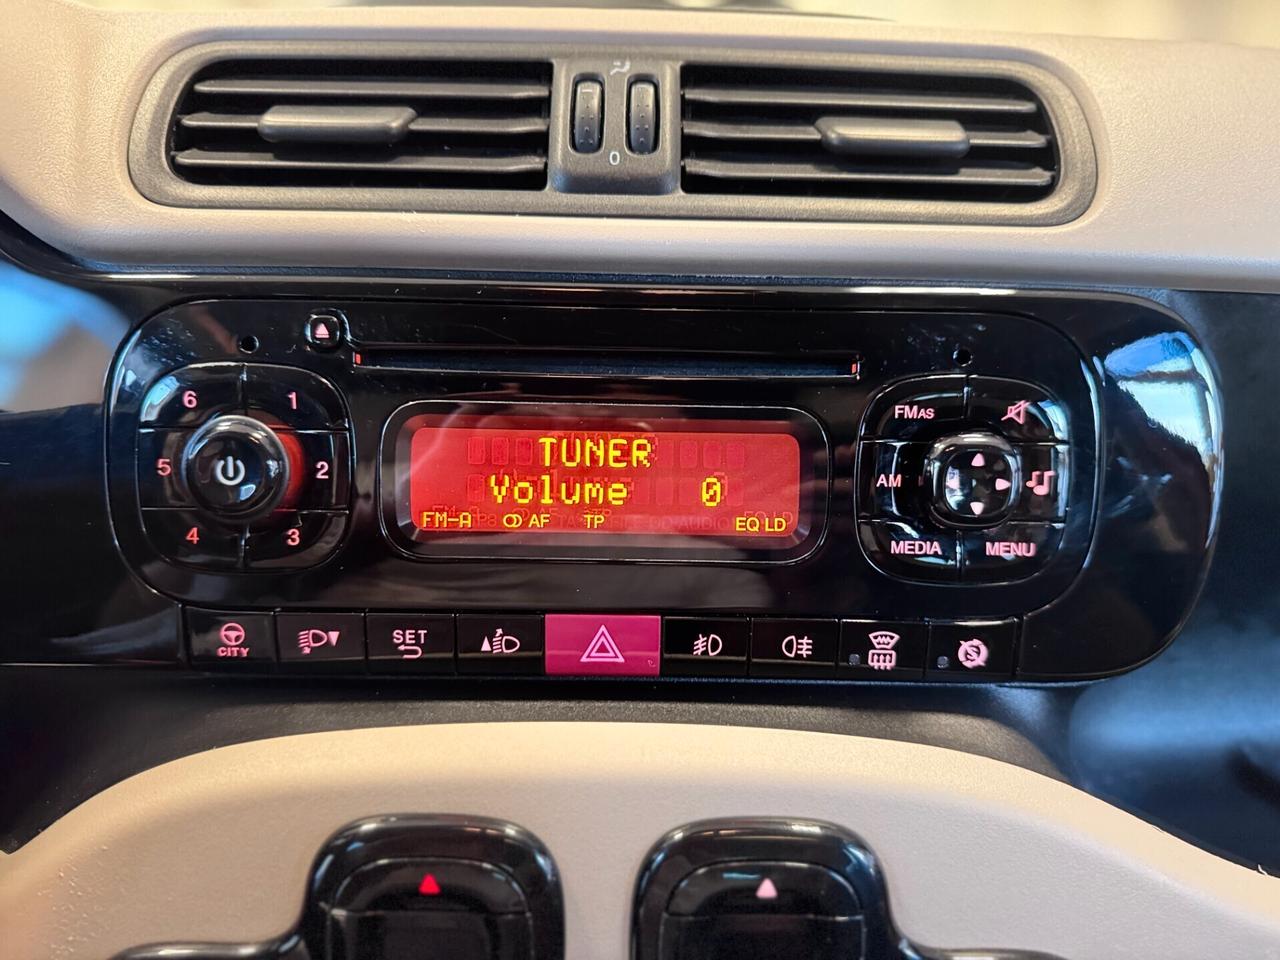 0
6 1
5 2
4 3
TUNER
Volume 0
FM-A AF TP EQ LD
FMAS
AM
MEDIA MENU
CITY
SET